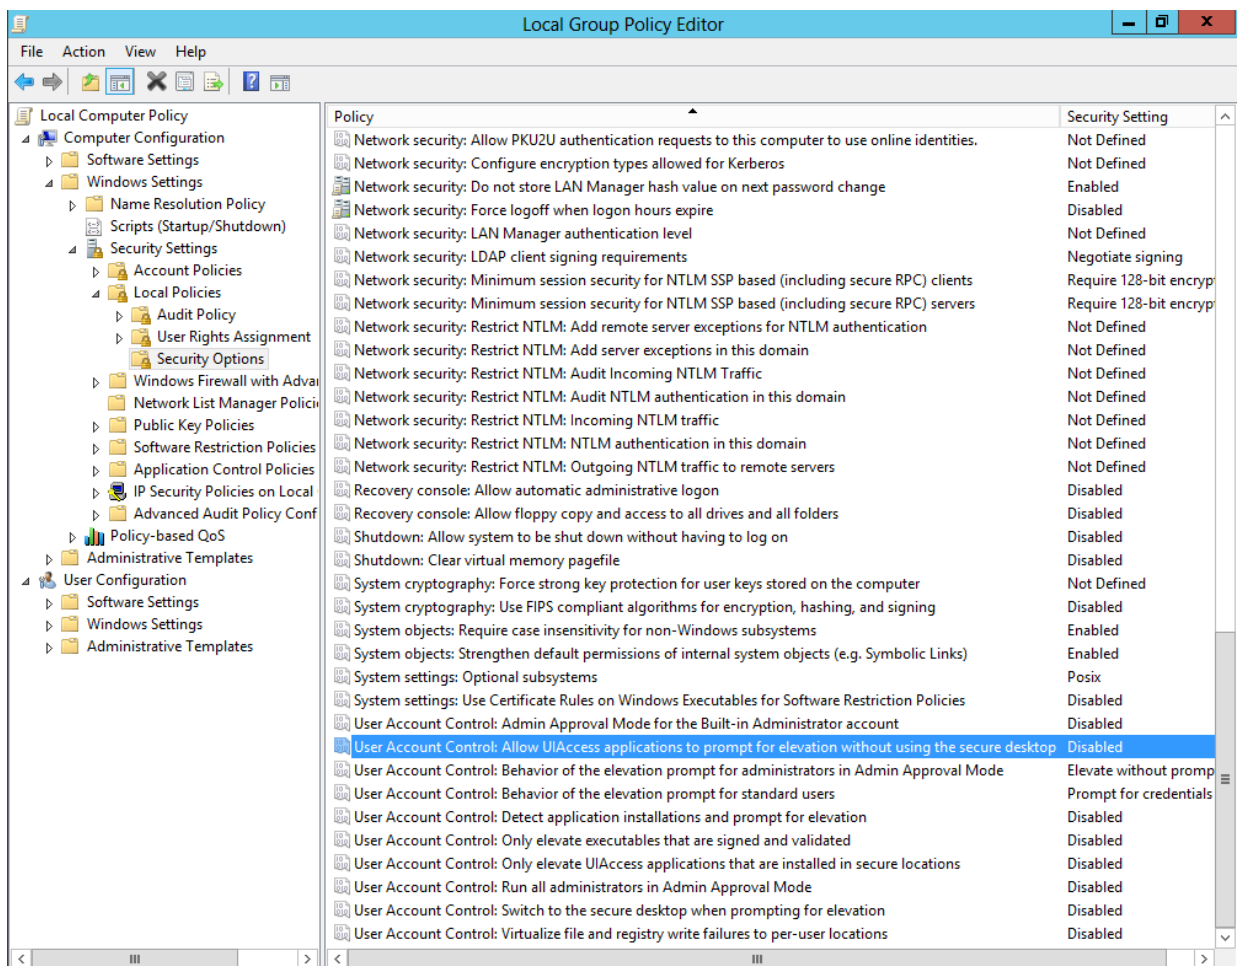 Local Group Policy Editor
File Action View Help
Local Computer Policy
Computer Configuration
Software Settings
Windows Settings
Name Resolution Policy
Scripts (Startup/Shutdown)
Security Settings
Account Policies
Local Policies
Audit Policy
User Rights Assignment
Security Options
Windows Firewall with Advai
Network List Manager Polici
Public Key Policies
Software Restriction Policies
Application Control Policies
IP Security Policies on Local
Advanced Audit Policy Conf
Policy-based QoS
Administrative Templates
User Configuration
Software Settings
Windows Settings
Administrative Templates
Policy Security Setting
Network security: Allow PKU2U authentication requests to this computer to use online identities. Not Defined
Network security: Configure encryption types allowed for Kerberos Not Defined
Network security: Do not store LAN Manager hash value on next password change Enabled
Network security: Force logoff when logon hours expire Disabled
Network security: LAN Manager authentication level Not Defined
Network security: LDAP client signing requirements Negotiate signing
Network security: Minimum session security for NTLM SSP based (including secure RPC) clients Require 128-bit encryp
Network security: Minimum session security for NTLM SSP based (including secure RPC) servers Require 128-bit encryp
Network security: Restrict NTLM: Add remote server exceptions for NTLM authentication Not Defined
Network security: Restrict NTLM: Add server exceptions in this domain Not Defined
Network security: Restrict NTLM: Audit Incoming NTLM Traffic Not Defined
Network security: Restrict NTLM: Audit NTLM authentication in this domain Not Defined
Network security: Restrict NTLM: Incoming NTLM traffic Not Defined
Network security: Restrict NTLM: NTLM authentication in this domain Not Defined
Network security: Restrict NTLM: Outgoing NTLM traffic to remote servers Not Defined
Recovery console: Allow automatic administrative logon Disabled
Recovery console: Allow floppy copy and access to all drives and all folders Disabled
Shutdown: Allow system to be shut down without having to log on Disabled
Shutdown: Clear virtual memory pagefile Disabled
System cryptography: Force strong key protection for user keys stored on the computer Not Defined
System cryptography: Use FIPS compliant algorithms for encryption, hashing, and signing Disabled
System objects: Require case insensitivity for non-Windows subsystems Enabled
System objects: Strengthen default permissions of internal system objects (e.g. Symbolic Links) Enabled
System settings: Optional subsystems Posix
System settings: Use Certificate Rules on Windows Executables for Software Restriction Policies Disabled
User Account Control: Admin Approval Mode for the Built-in Administrator account Disabled
User Account Control: Allow UIAccess applications to prompt for elevation without using the secure desktop Disabled
User Account Control: Behavior of the elevation prompt for administrators in Admin Approval Mode Elevate without promp
User Account Control: Behavior of the elevation prompt for standard users Prompt for credentials
User Account Control: Detect application installations and prompt for elevation Disabled
User Account Control: Only elevate executables that are signed and validated Disabled
User Account Control: Only elevate UIAccess applications that are installed in secure locations Disabled
User Account Control: Run all administrators in Admin Approval Mode Disabled
User Account Control: Switch to the secure desktop when prompting for elevation Disabled
User Account Control: Virtualize file and registry write failures to per-user locations Disabled